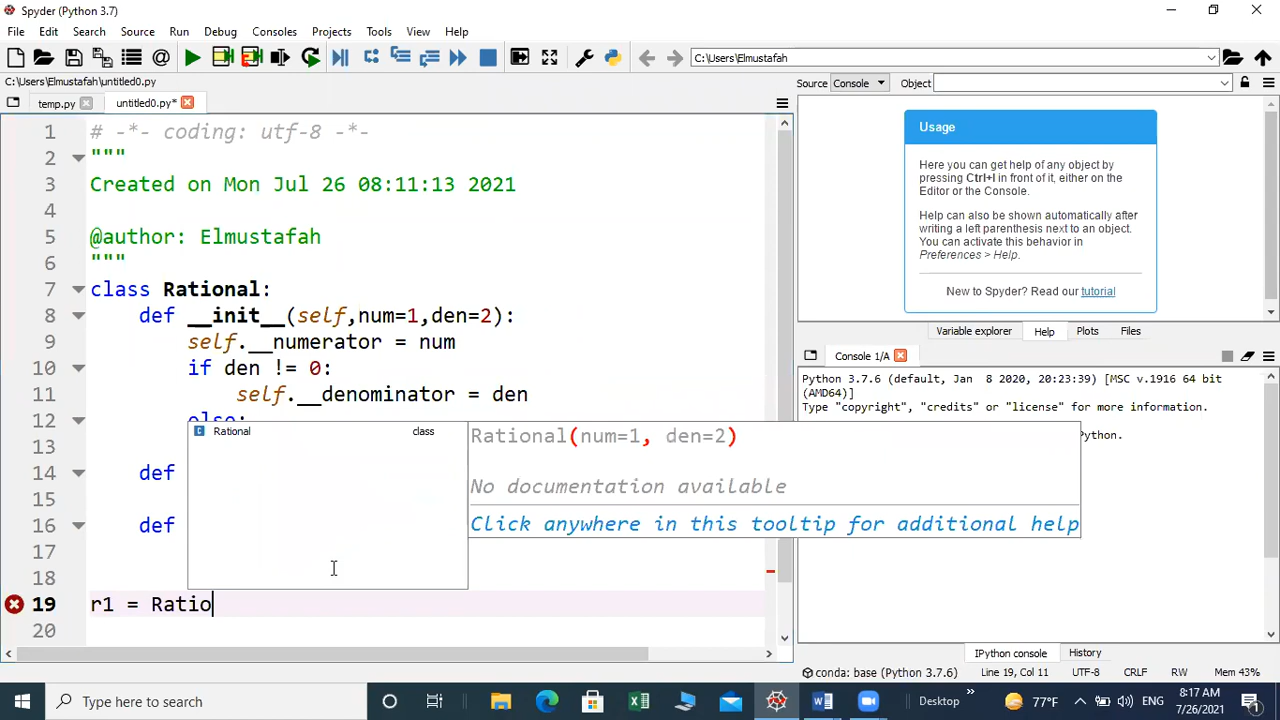 Spyder (Python 3.7)
File Edit Search Source Run Debug Consoles Projects Tools View Help
C:\Users\Elmustafah
C:\Users\Elmustafah\untitled0.py
temp.py untitled0.py*
Source Console Object
1 # -*- coding: utf-8 -*-
2 """
3 Created on Mon Jul 26 08:11:13 2021
4
5 @author: Elmustafah
6 """
7 class Rational:
8 def __init__(self,num=1,den=2):
9 self.__numerator = num
10 if den != 0:
11 self.__denominator = den
12 else:
13
14 def
15
16 def
17
18
19 r1 = Ratio
20
Rational class
Rational(num=1, den=2)
No documentation available
Click anywhere in this tooltip for additional help
Usage
Here you can get help of any object by
pressing Ctrl+I in front of it, either on the
Editor or the Console.
Help can also be shown automatically after
writing a left parenthesis next to an object.
You can activate this behavior in
Preferences > Help.
New to Spyder? Read our tutorial
Variable explorer Help Plots Files
Console 1/A
Python 3.7.6 (default, Jan 8 2020, 20:23:39) [MSC v.1916 64 bit
(AMD64)]
Type "copyright", "credits" or "license" for more information.
Python.
IPython console History
conda: base (Python 3.7.6) Line 19, Col 11 UTF-8 CRLF RW Mem 43%
Type here to search
Desktop
77°F
8:17 AM
7/26/2021
1